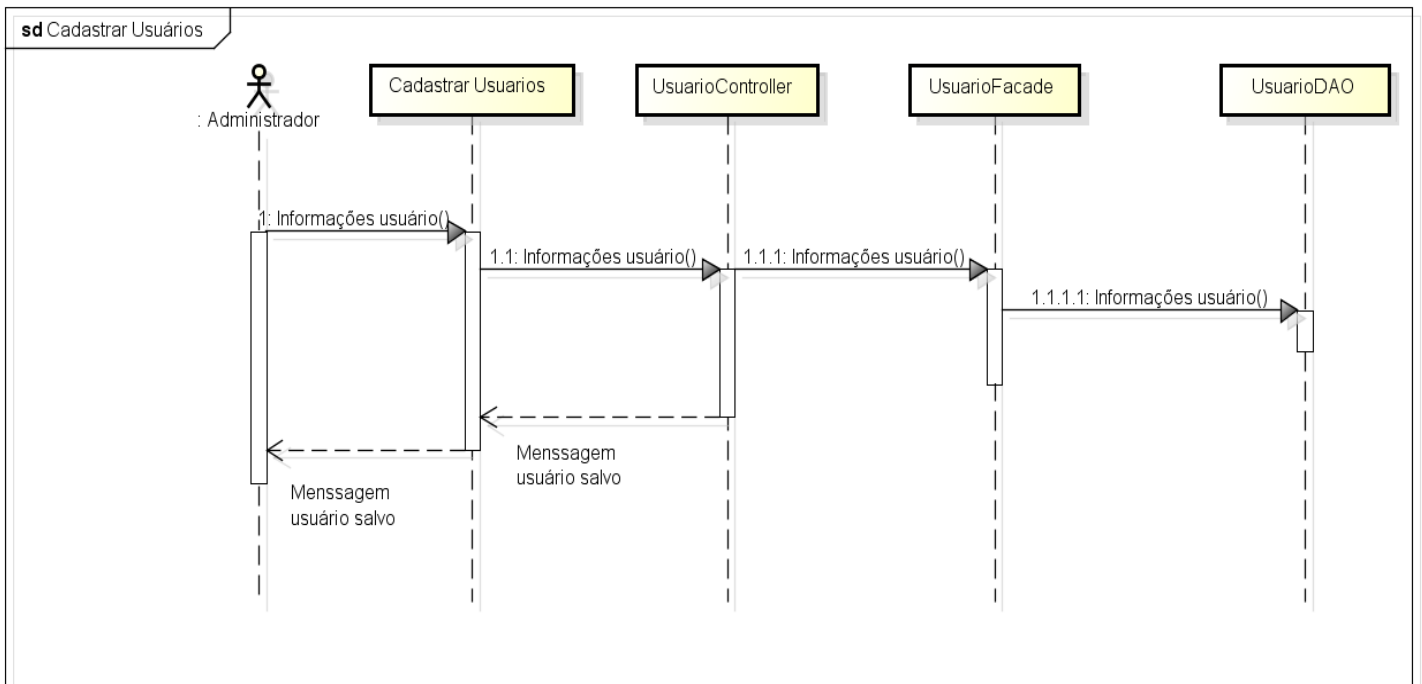 sd Cadastrar Usuários
: Administrador
Cadastrar Usuarios
UsuarioController
UsuarioFacade
UsuarioDAO
1: Informações usuário()
1.1: Informações usuário()
1.1.1: Informações usuário()
1.1.1.1: Informações usuário()
Menssagem
usuário salvo
Menssagem
usuário salvo